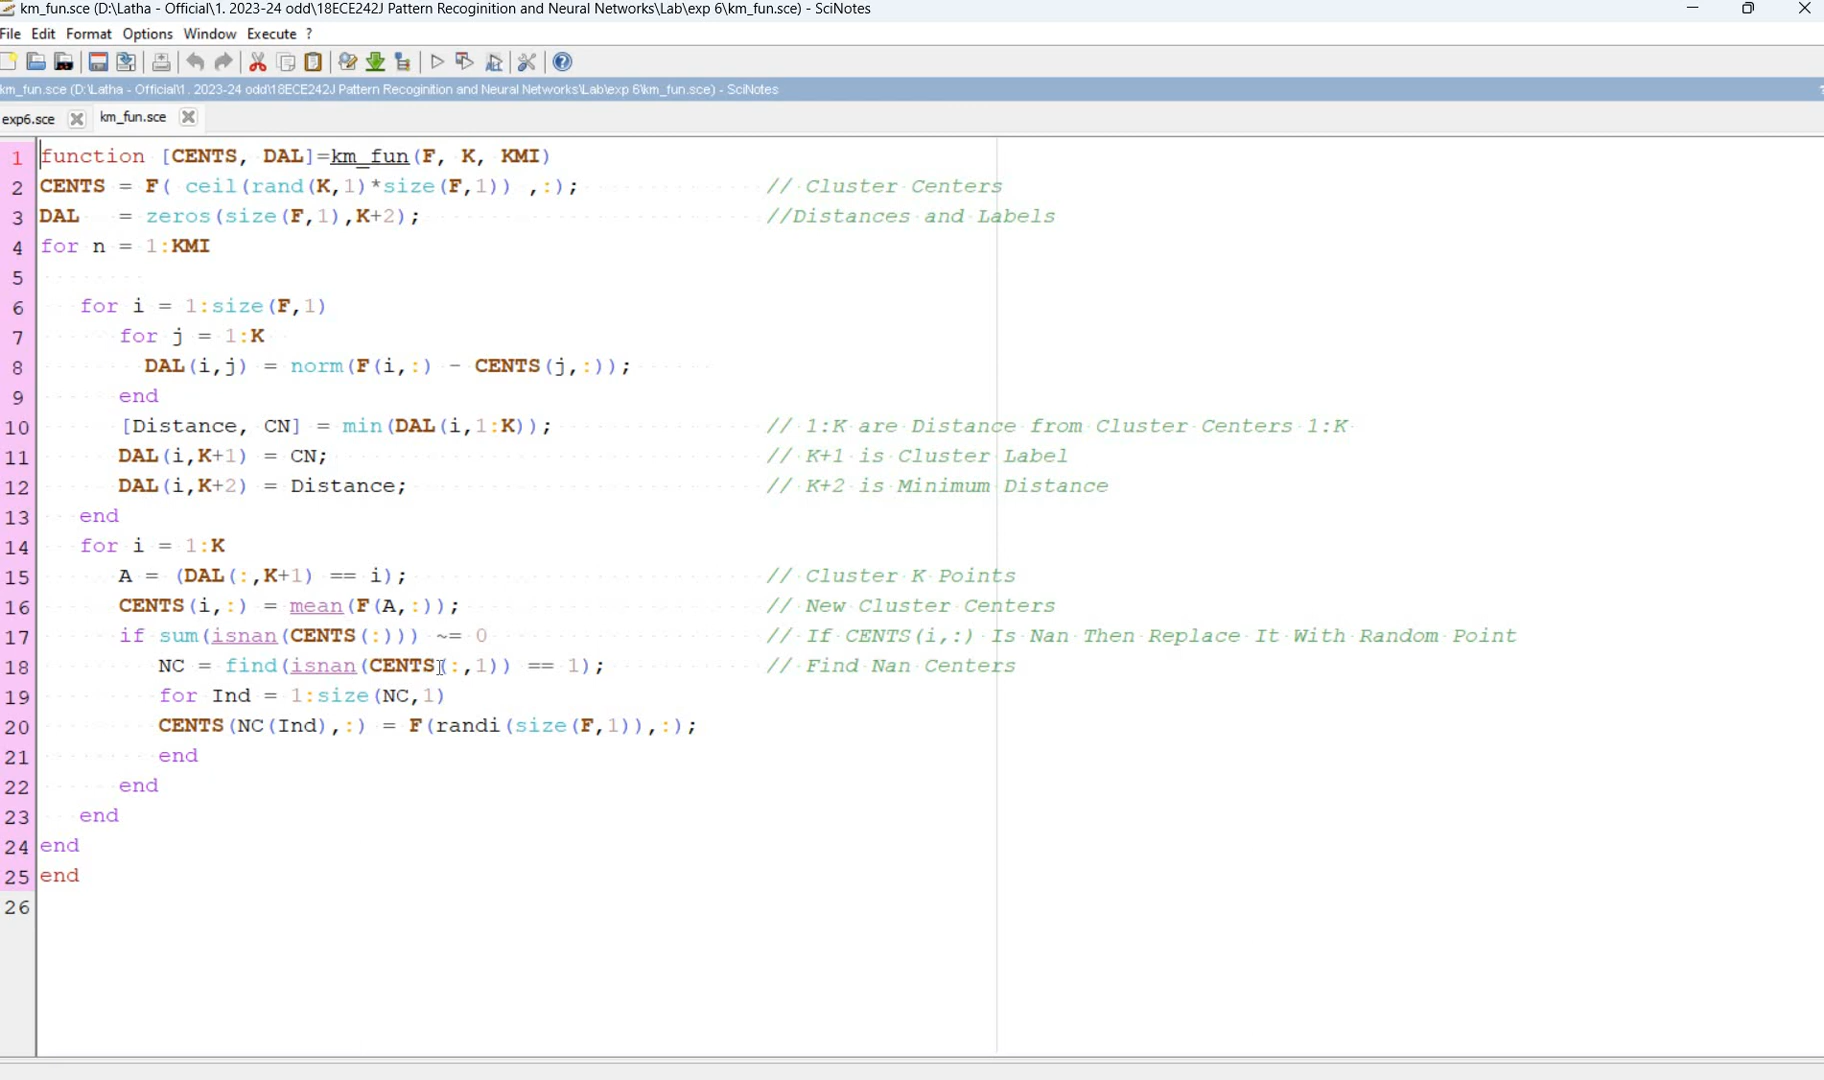 km_fun.sce (D:\Latha - Official\1. 2023-24 odd\18ECE242J Pattern Recoginition and Neural Networks\Lab\exp 6\km_fun.sce) - SciNotes
File Edit Format Options Window Execute ?
km_fun.sce (D:\Latha - Official\1. 2023-24 odd\18ECE242J Pattern Recoginition and Neural Networks\Lab\exp 6\km_fun.sce) - SciNotes
exp6.sce km_fun.sce
1 function [CENTS, DAL]=km_fun(F, K, KMI)
2 CENTS = F( ceil(rand(K,1)*size(F,1)) ,:); // Cluster Centers
3 DAL = zeros(size(F,1),K+2); //Distances and Labels
4 for n = 1:KMI
5
6 for i = 1:size(F,1)
7 for j = 1:K
8 DAL(i,j) = norm(F(i,:) - CENTS(j,:));
9 end
10 [Distance, CN] = min(DAL(i,1:K)); // 1:K are Distance from Cluster Centers 1:K
11 DAL(i,K+1) = CN; // K+1 is Cluster Label
12 DAL(i,K+2) = Distance; // K+2 is Minimum Distance
13 end
14 for i = 1:K
15 A = (DAL(:,K+1) == i); // Cluster K Points
16 CENTS(i,:) = mean(F(A,:)); // New Cluster Centers
17 if sum(isnan(CENTS(:))) ~= 0 // If CENTS(i,:) Is Nan Then Replace It With Random Point
18 NC = find(isnan(CENTS(:,1)) == 1); // Find Nan Centers
19 for Ind = 1:size(NC,1)
20 CENTS(NC(Ind),:) = F(randi(size(F,1)),:);
21 end
22 end
23 end
24 end
25 end
26